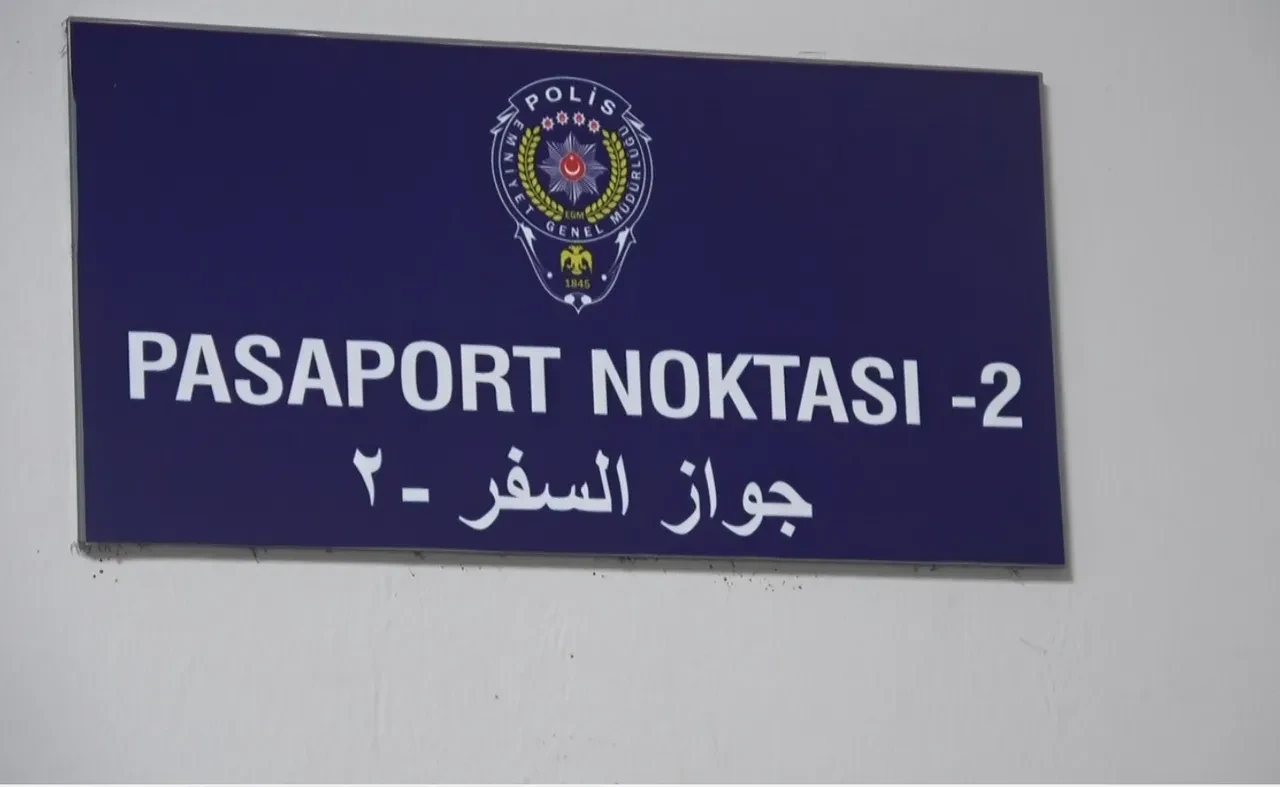 POLİS
EMNİYET GENEL MÜDÜRLÜĞÜ
EGM
1845
PASAPORT NOKTASI -2
جواز السفر -٢